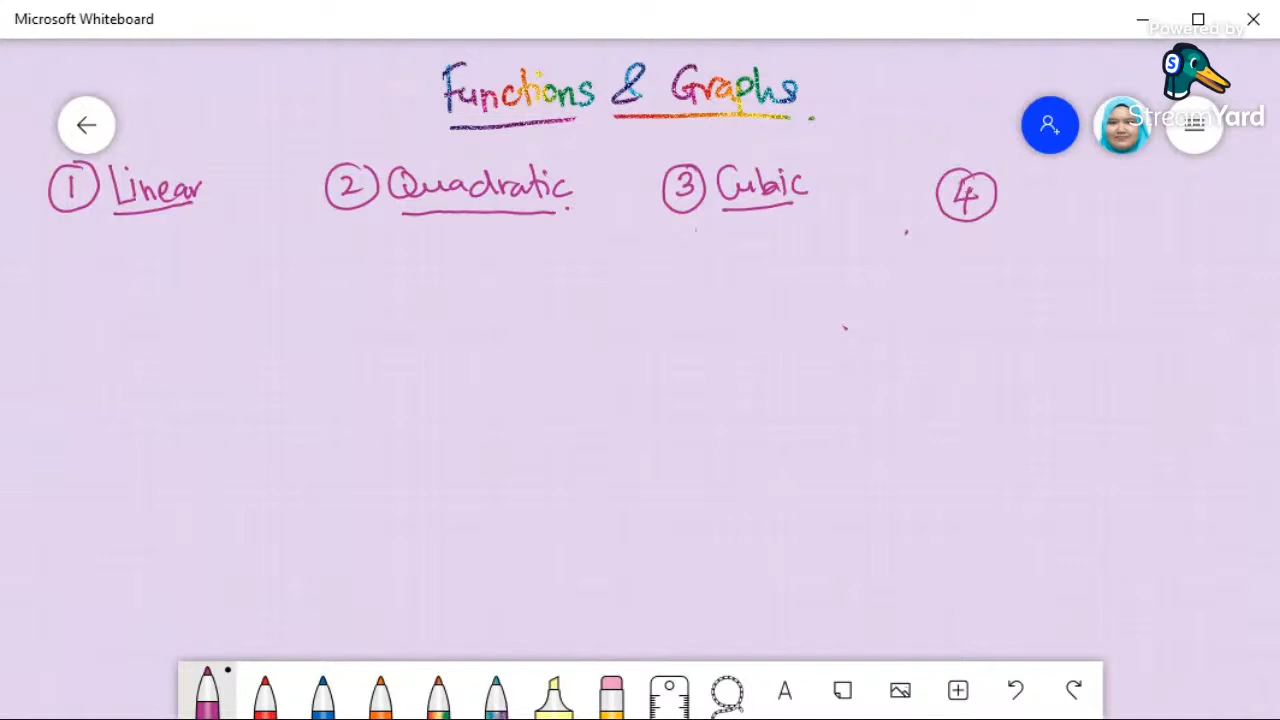 Microsoft Whiteboard
Powered by
StreamYard
Functions & Graphs.
① Linear ② Quadratic. ③ Cubic ④
A